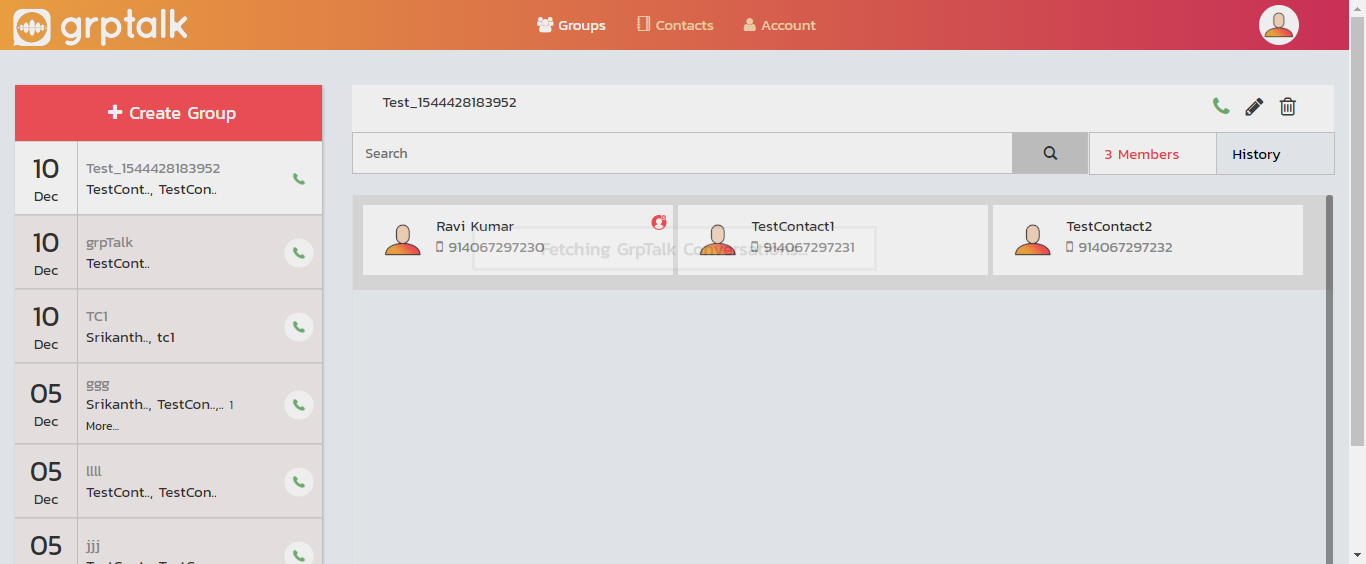 grptalk
Groups
Contacts
Account
Create Group
10
Dec
Test_1544428183952
TestCont.., TestCon..
10
Dec
grpTalk
TestCont..
10
Dec
TC1
Srikanth.., tc1
05
Dec
ggg
Srikanth.., TestCon..,.. 1
More...
05
Dec
llll
TestCont.., TestCon..
05
jjj
Test_1544428183952
Search
3 Members
History
Ravi Kumar
914067297230
TestContact1
914067297231
TestContact2
914067297232
Fetching GrpTalk Conversations...